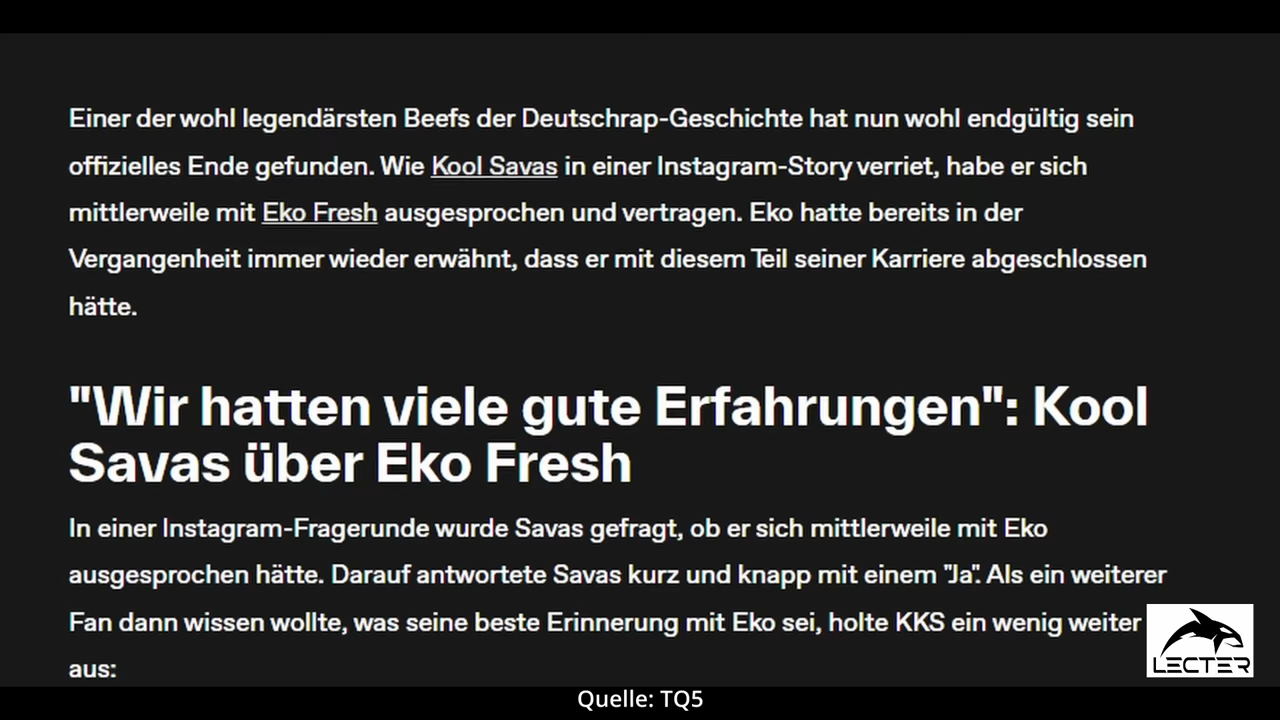 Einer der wohl legendärsten Beefs der Deutschrap-Geschichte hat nun wohl endgültig sein
offizielles Ende gefunden. Wie Kool Savas in einer Instagram-Story verriet, habe er sich
mittlerweile mit Eko Fresh ausgesprochen und vertragen. Eko hatte bereits in der
Vergangenheit immer wieder erwähnt, dass er mit diesem Teil seiner Karriere abgeschlossen
hätte.
"Wir hatten viele gute Erfahrungen": Kool
Savas über Eko Fresh
In einer Instagram-Fragerunde wurde Savas gefragt, ob er sich mittlerweile mit Eko
ausgesprochen hätte. Darauf antwortete Savas kurz und knapp mit einem "Ja". Als ein weiterer
Fan dann wissen wollte, was seine beste Erinnerung mit Eko sei, holte KKS ein wenig weiter
aus:
LECTER
Quelle: TQ5